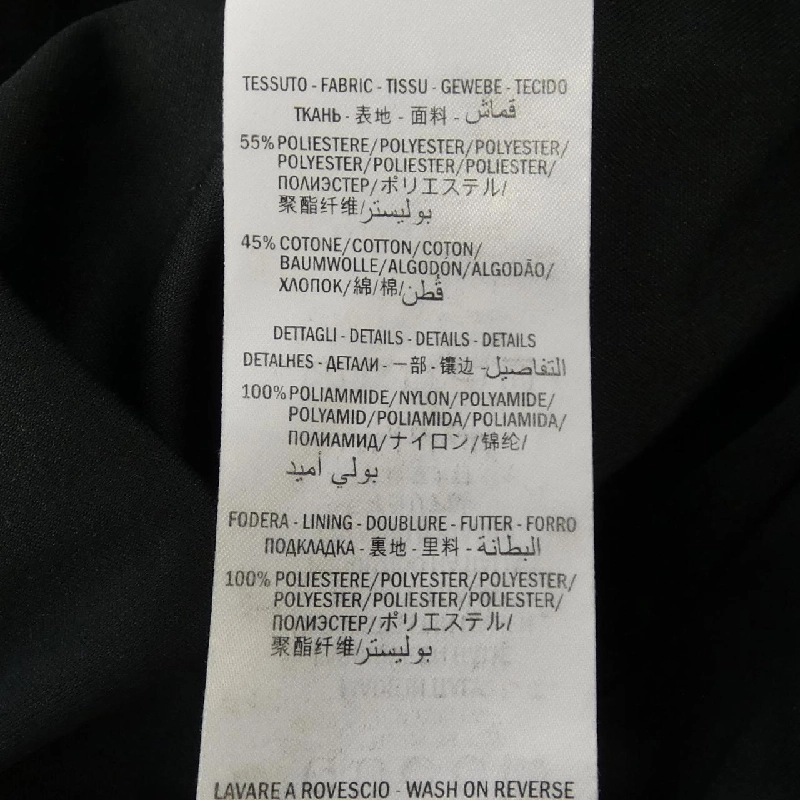 TESSUTO - FABRIC - TISSU - GEWEBE - TECIDO
ТКАНЬ - 表地 - 面料 - قماش
55% POLIESTERE/POLYESTER/POLYESTER/
POLYESTER/POLIESTER/POLIESTER/
ПОЛИЭСТЕР/ポリエステル/
聚酯纤维/بوليستر
45% COTONE/COTTON/COTON/
BAUMWOLLE/ALGODÓN/ALGODÃO/
ХЛОПОК/綿/棉/قُطن
DETTAGLI - DETAILS - DETAILS - DETAILS
DETALHES - ДЕТАЛИ - 一部 - 镶边 - التفاصيل
100% POLIAMMIDE/NYLON/POLYAMIDE/
POLYAMID/POLIAMIDA/POLIAMIDA/
ПОЛИАМИД/ナイロン/锦纶/
بولي أميد
FODERA - LINING - DOUBLURE - FUTTER - FORRO
ПОДКЛАДКА - 裏地 - 里料 - البطانة
100% POLIESTERE/POLYESTER/POLYESTER/
POLYESTER/POLIESTER/POLIESTER/
ПОЛИЭСТЕР/ポリエステル/
聚酯纤维/بوليستر
LAVARE A ROVESCIO - WASH ON REVERSE